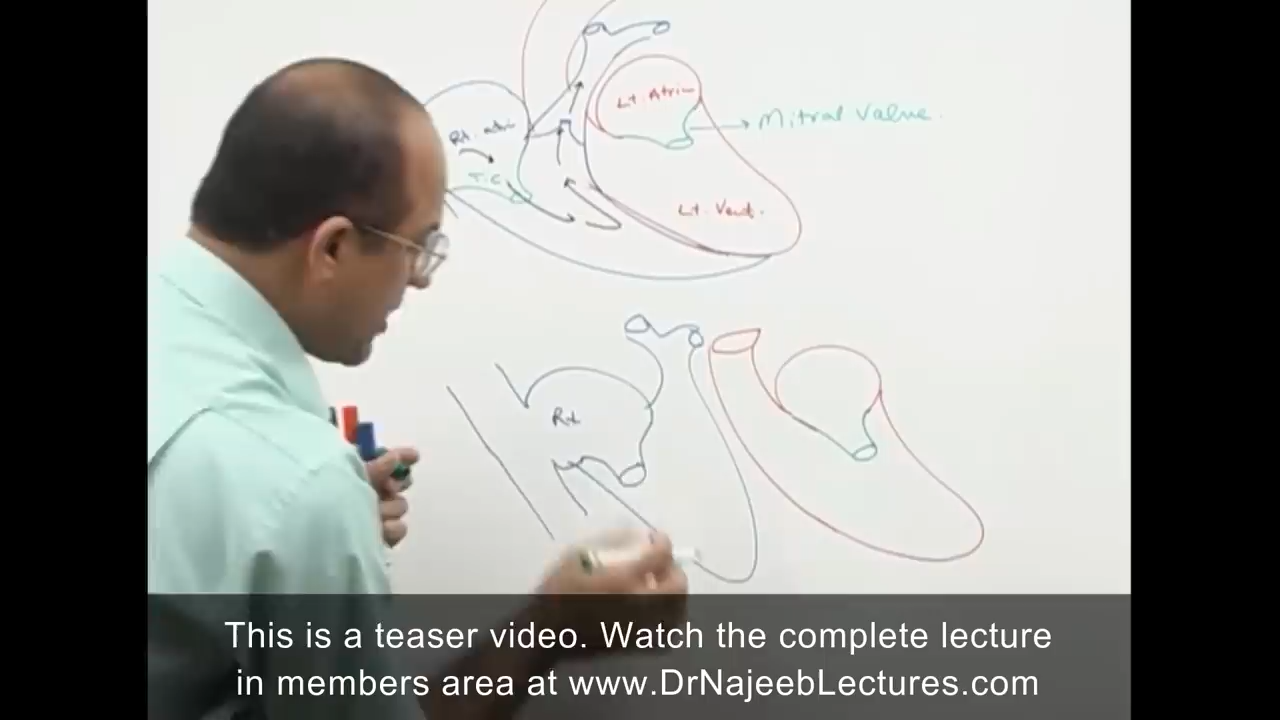 Lt. Atri
Mitral Valve.
Rt. atri
T.C
Lt. Vent.
Rt
This is a teaser video. Watch the complete lecture
in members area at www.DrNajeebLectures.com